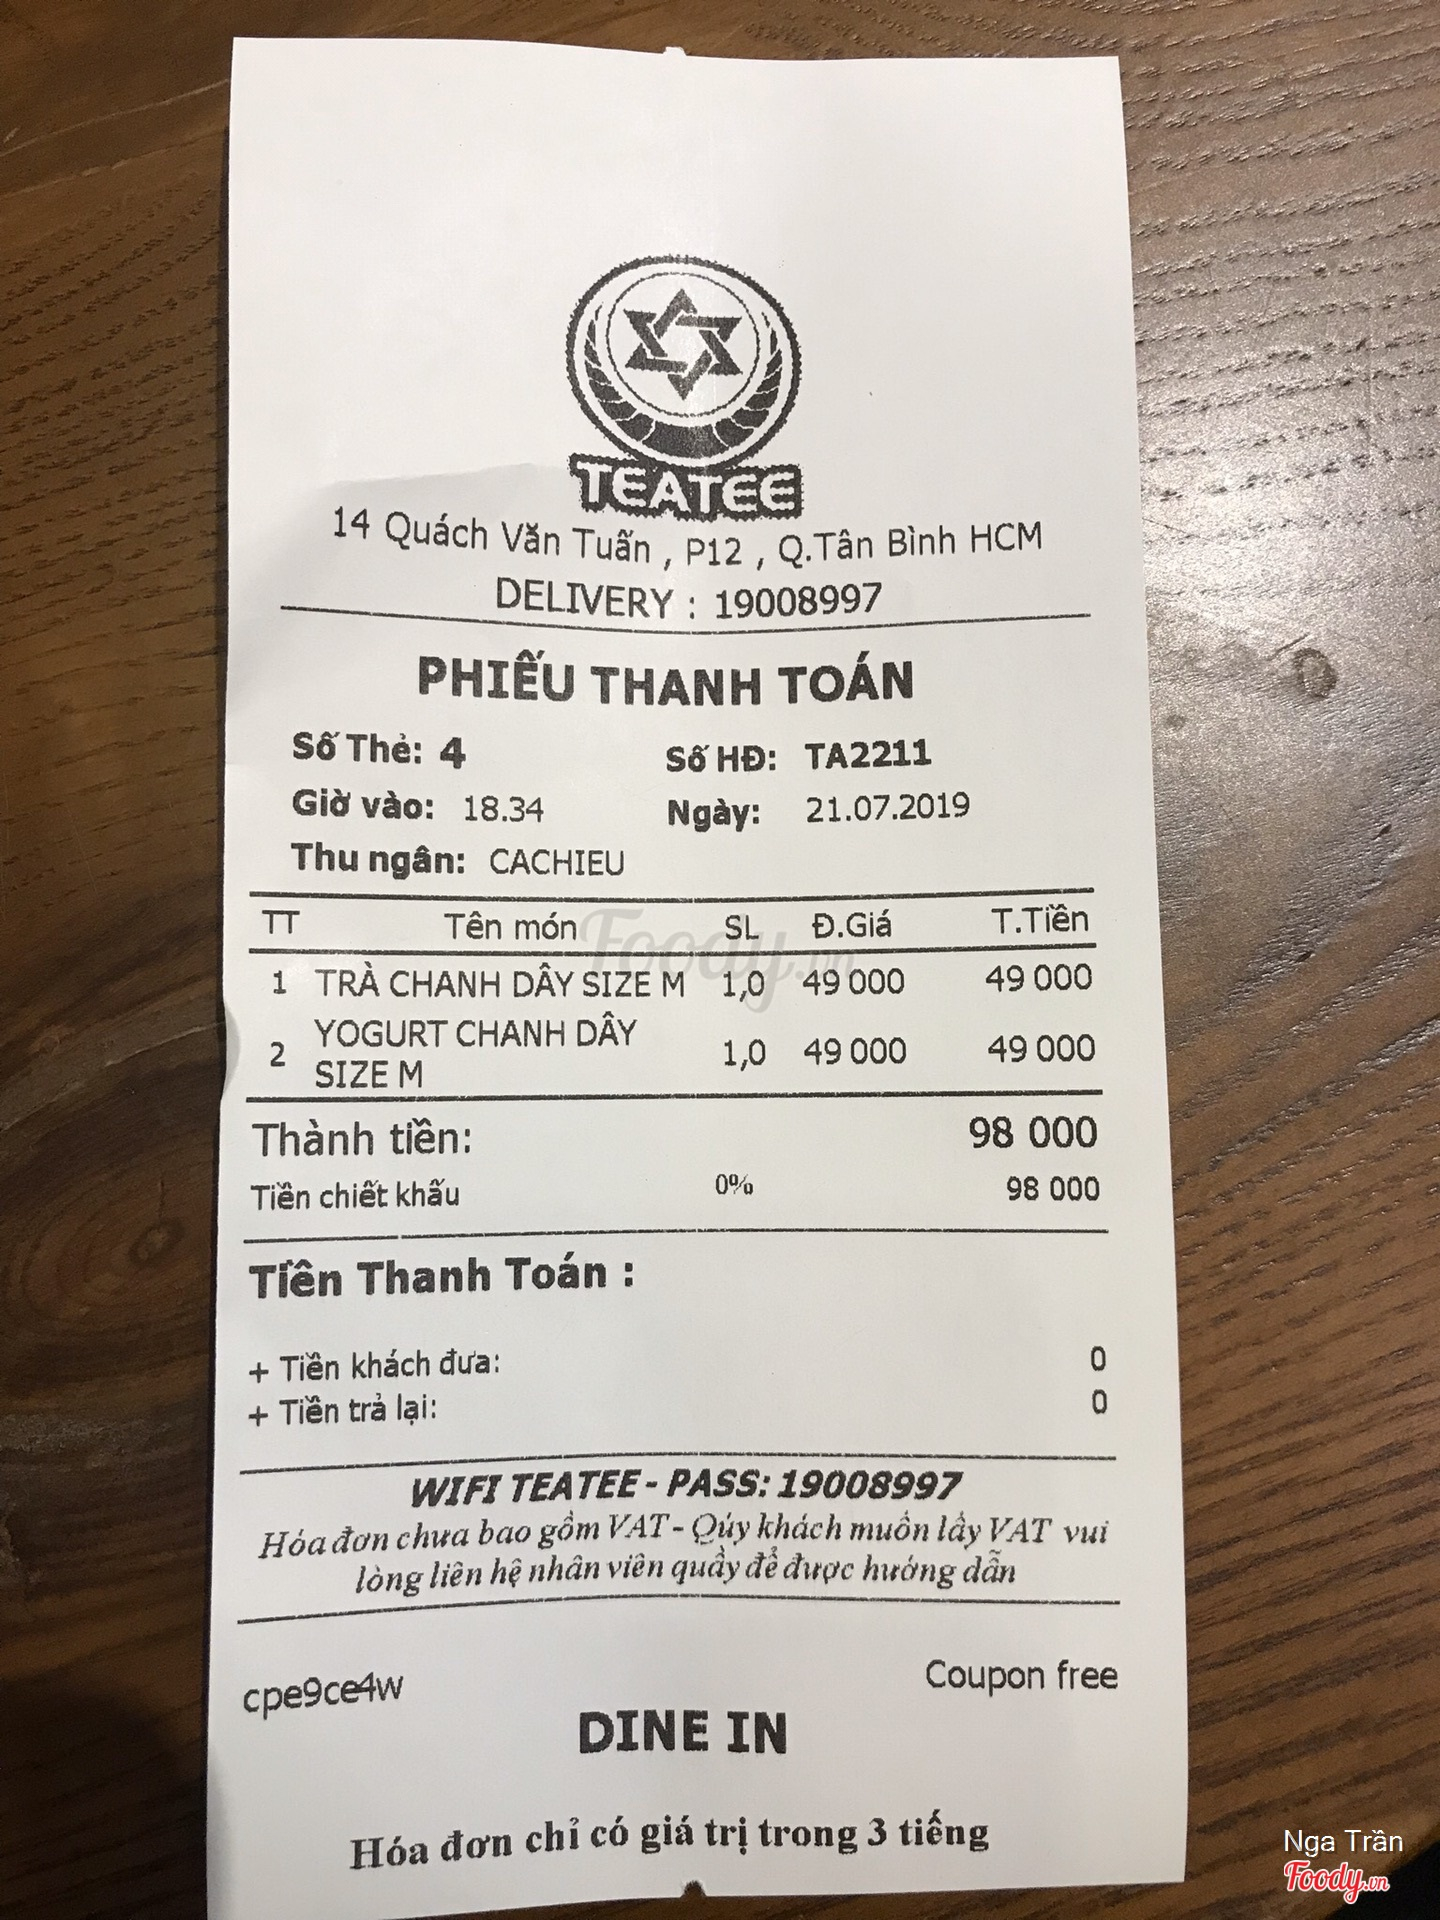 TEATEE
14 Quách Văn Tuấn , P12 , Q.Tân Bình HCM
DELIVERY : 19008997
PHIẾU THANH TOÁN
Số Thẻ: 4 Số HĐ: TA2211
Giờ vào: 18.34 Ngày: 21.07.2019
Thu ngân: CACHIEU
TT Tên món SL Đ.Giá T.Tiền
1 TRÀ CHANH DÂY SIZE M 1,0 49 000 49 000
2 YOGURT CHANH DÂY SIZE M 1,0 49 000 49 000
Thành tiền: 98 000
Tiền chiết khấu 0% 98 000
Tiền Thanh Toán :
+ Tiền khách đưa: 0
+ Tiền trả lại: 0
WIFI TEATEE - PASS: 19008997
Hóa đơn chưa bao gồm VAT - Qúy khách muốn lấy VAT vui
lòng liên hệ nhân viên quầy để được hướng dẫn
cpe9ce4w Coupon free
DINE IN
Hóa đơn chỉ có giá trị trong 3 tiếng
Foody.vn
Nga Trần
Foody.vn